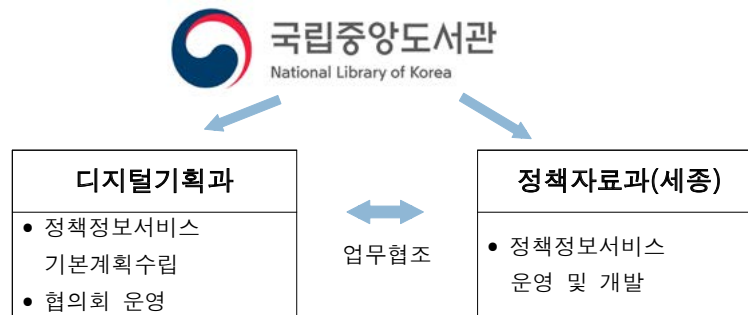 국립중앙도서관
National Library of Korea
디지털기획과
• 정책정보서비스
기본계획수립
• 협의회 운영
업무협조
정책자료과(세종)
• 정책정보서비스
운영 및 개발